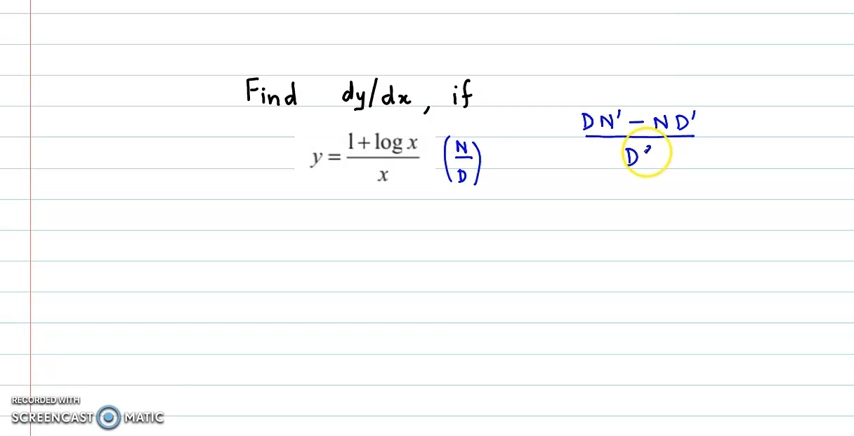 Find dy/dx, if
y = (1 + log x) / x (N/D)
(DN' − ND') / D²
RECORDED WITH
SCREENCAST MATIC